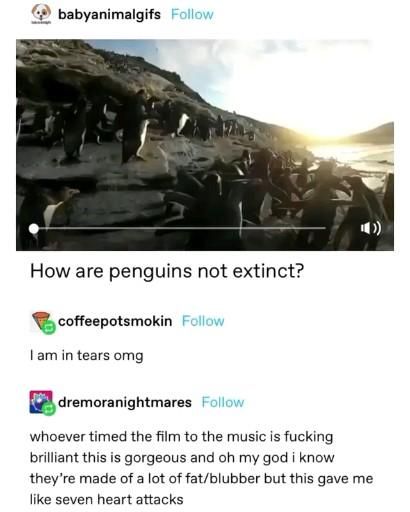 babyanimalgifs Follow
How are penguins not extinct?
coffeepotsmokin Follow
I am in tears omg
dremoranightmares Follow
whoever timed the film to the music is fucking
brilliant this is gorgeous and oh my god i know
they're made of a lot of fat/blubber but this gave me
like seven heart attacks